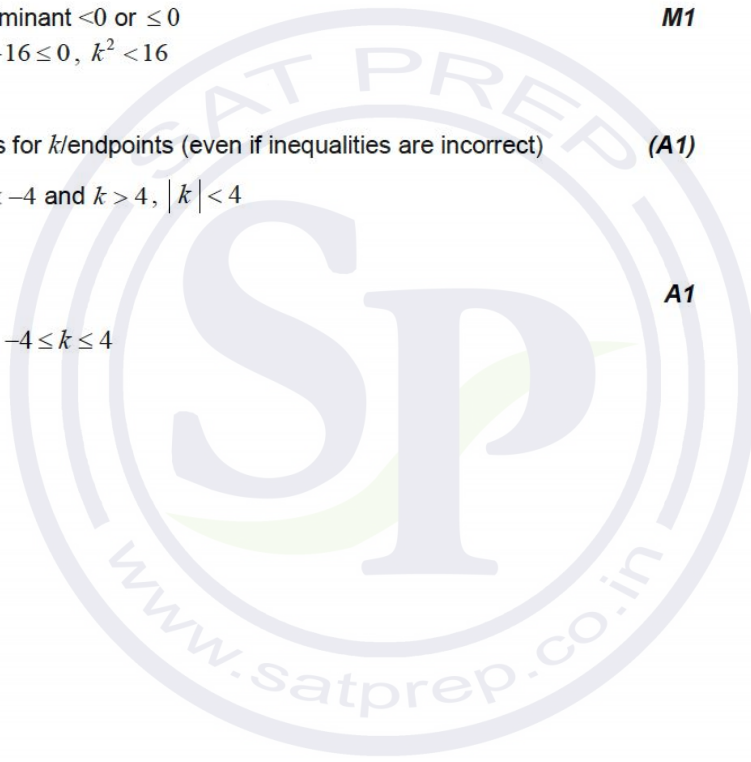 minant <0 or ≤ 0 M1
16 ≤ 0, k² < 16
s for k/endpoints (even if inequalities are incorrect) (A1)
–4 and k > 4, |k| < 4
A1
–4 ≤ k ≤ 4
SAT PREP
SP
www.satprep.co.in